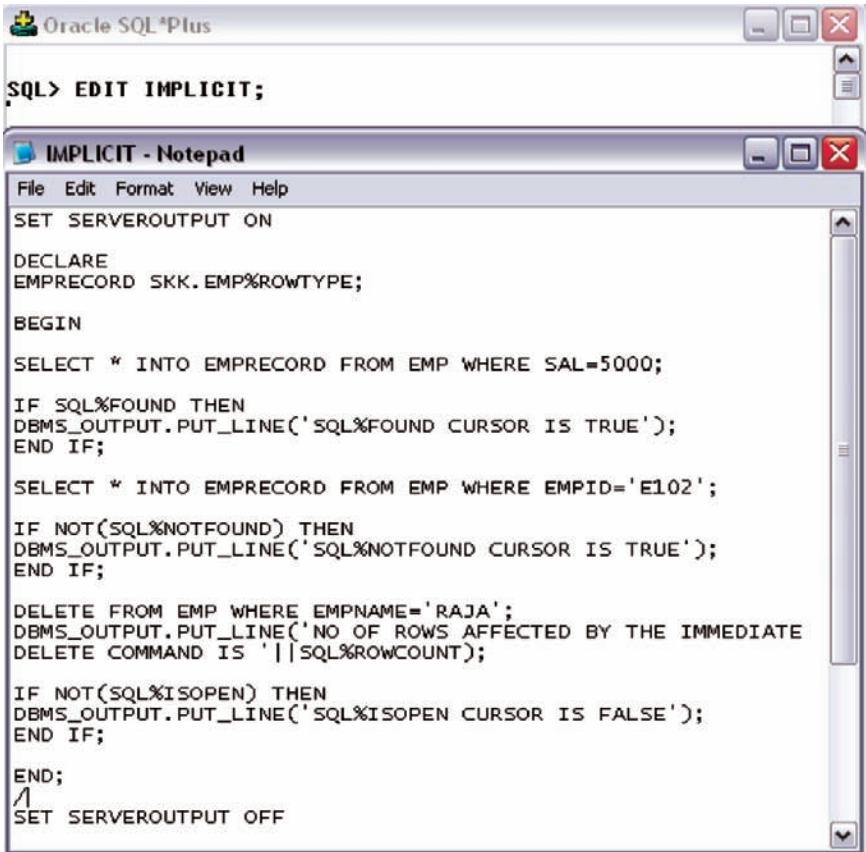 Oracle SQL*Plus
SQL> EDIT IMPLICIT;
IMPLICIT - Notepad
File Edit Format View Help
SET SERVEROUTPUT ON
DECLARE
EMPRECORD SKK.EMP%ROWTYPE;
BEGIN
SELECT * INTO EMPRECORD FROM EMP WHERE SAL=5000;
IF SQL%FOUND THEN
DBMS_OUTPUT.PUT_LINE('SQL%FOUND CURSOR IS TRUE');
END IF;
SELECT * INTO EMPRECORD FROM EMP WHERE EMPID='E102';
IF NOT(SQL%NOTFOUND) THEN
DBMS_OUTPUT.PUT_LINE('SQL%NOTFOUND CURSOR IS TRUE');
END IF;
DELETE FROM EMP WHERE EMPNAME='RAJA';
DBMS_OUTPUT.PUT_LINE('NO OF ROWS AFFECTED BY THE IMMEDIATE
DELETE COMMAND IS '||SQL%ROWCOUNT);
IF NOT(SQL%ISOPEN) THEN
DBMS_OUTPUT.PUT_LINE('SQL%ISOPEN CURSOR IS FALSE');
END IF;
END;
/
SET SERVEROUTPUT OFF